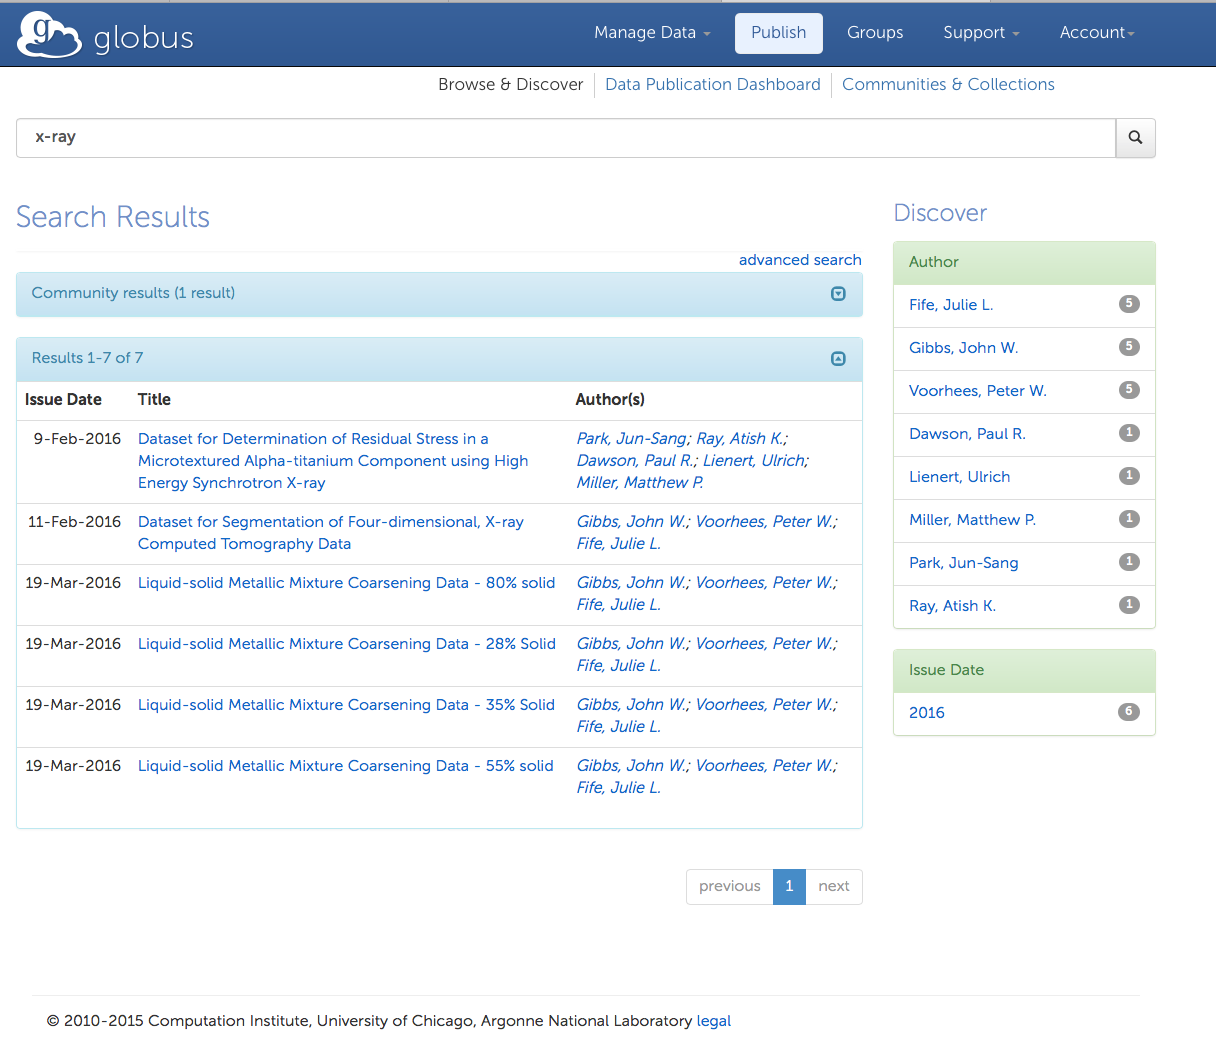 g globus
Manage Data Publish Groups Support Account
Browse & Discover Data Publication Dashboard Communities & Collections
x-ray
Search Results
advanced search
Community results (1 result)
Results 1-7 of 7
Issue Date Title Author(s)
9-Feb-2016 Dataset for Determination of Residual Stress in a Park, Jun-Sang; Ray, Atish K.;
Microtextured Alpha-titanium Component using High Dawson, Paul R.; Lienert, Ulrich;
Energy Synchrotron X-ray Miller, Matthew P.
11-Feb-2016 Dataset for Segmentation of Four-dimensional, X-ray Gibbs, John W.; Voorhees, Peter W.;
Computed Tomography Data Fife, Julie L.
19-Mar-2016 Liquid-solid Metallic Mixture Coarsening Data - 80% solid Gibbs, John W.; Voorhees, Peter W.;
Fife, Julie L.
19-Mar-2016 Liquid-solid Metallic Mixture Coarsening Data - 28% Solid Gibbs, John W.; Voorhees, Peter W.;
Fife, Julie L.
19-Mar-2016 Liquid-solid Metallic Mixture Coarsening Data - 35% Solid Gibbs, John W.; Voorhees, Peter W.;
Fife, Julie L.
19-Mar-2016 Liquid-solid Metallic Mixture Coarsening Data - 55% solid Gibbs, John W.; Voorhees, Peter W.;
Fife, Julie L.
previous 1 next
Discover
Author
Fife, Julie L. 5
Gibbs, John W. 5
Voorhees, Peter W. 5
Dawson, Paul R. 1
Lienert, Ulrich 1
Miller, Matthew P. 1
Park, Jun-Sang 1
Ray, Atish K. 1
Issue Date
2016 6
© 2010-2015 Computation Institute, University of Chicago, Argonne National Laboratory legal